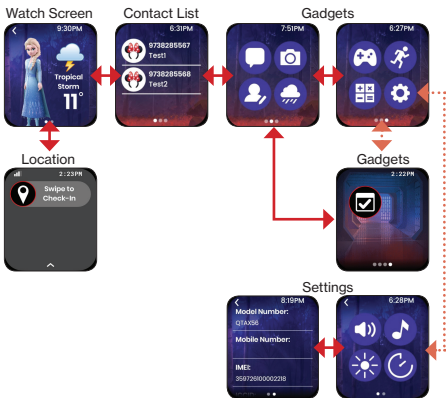 Watch Screen
Contact List
Gadgets
9:30PM
Tropical
Storm
11°
6:31PM
9738285567
Test1
9738285568
Test2
7:51PM
6:27PM
Location
2:23PM
Swipe to
Check-In
Gadgets
2:22PM
Settings
8:19PM
Model Number:
QTAX56
Mobile Number:
IMEI:
359726100002218
6:28PM